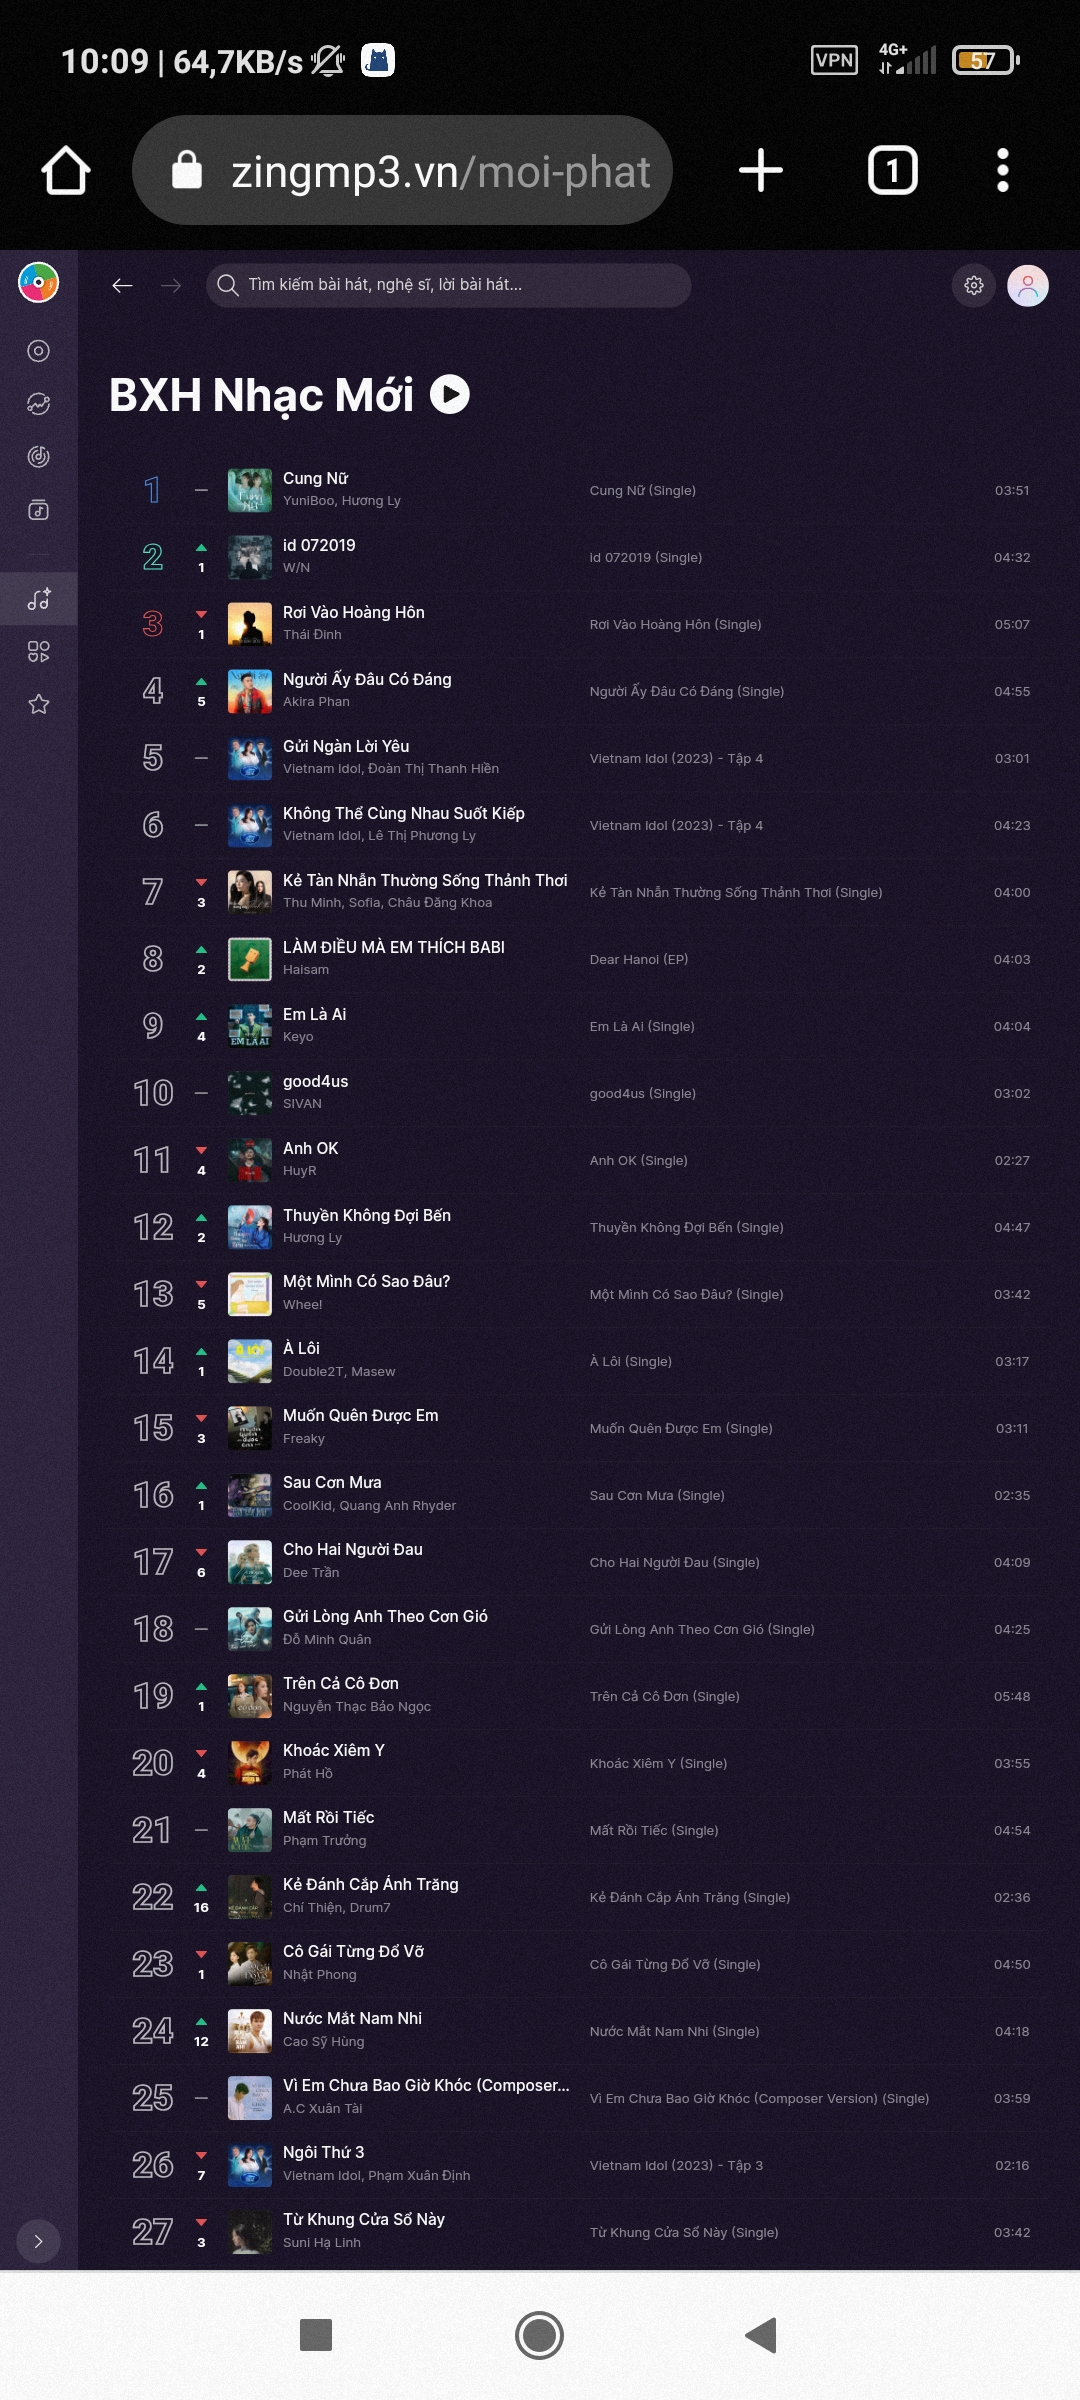 10:09 | 64,7KB/s
VPN 4G+ 57
zingmp3.vn/moi-phat
1
Tìm kiếm bài hát, nghệ sĩ, lời bài hát...
BXH Nhạc Mới
1 – Cung Nữ Cung Nữ (Single) 03:51
YuniBoo, Hương Ly
2 1 id 072019 id 072019 (Single) 04:32
W/N
3 1 Rơi Vào Hoàng Hôn Rơi Vào Hoàng Hôn (Single) 05:07
Thái Đinh
4 5 Người Ấy Đâu Có Đáng Người Ấy Đâu Có Đáng (Single) 04:55
Akira Phan
5 – Gửi Ngàn Lời Yêu Vietnam Idol (2023) - Tập 4 03:01
Vietnam Idol, Đoàn Thị Thanh Hiền
6 – Không Thể Cùng Nhau Suốt Kiếp Vietnam Idol (2023) - Tập 4 04:23
Vietnam Idol, Lê Thị Phương Ly
7 3 Kẻ Tàn Nhẫn Thường Sống Thảnh Thơi Kẻ Tàn Nhẫn Thường Sống Thảnh Thơi (Single) 04:00
Thu Minh, Sofia, Châu Đăng Khoa
8 2 LÀM ĐIỀU MÀ EM THÍCH BABI Dear Hanoi (EP) 04:03
Haisam
9 4 Em Là Ai Em Là Ai (Single) 04:04
Keyo
10 – good4us good4us (Single) 03:02
SIVAN
11 4 Anh OK Anh OK (Single) 02:27
HuyR
12 2 Thuyền Không Đợi Bến Thuyền Không Đợi Bến (Single) 04:47
Hương Ly
13 5 Một Mình Có Sao Đâu? Một Mình Có Sao Đâu? (Single) 03:42
Wheel
14 1 À Lôi À Lôi (Single) 03:17
Double2T, Masew
15 3 Muốn Quên Được Em Muốn Quên Được Em (Single) 03:11
Freaky
16 1 Sau Cơn Mưa Sau Cơn Mưa (Single) 02:35
CoolKid, Quang Anh Rhyder
17 6 Cho Hai Người Đau Cho Hai Người Đau (Single) 04:09
Dee Trần
18 – Gửi Lòng Anh Theo Cơn Gió Gửi Lòng Anh Theo Cơn Gió (Single) 04:25
Đỗ Minh Quân
19 1 Trên Cả Cô Đơn Trên Cả Cô Đơn (Single) 05:48
Nguyễn Thạc Bảo Ngọc
20 4 Khoác Xiêm Y Khoác Xiêm Y (Single) 03:55
Phát Hồ
21 – Mất Rồi Tiếc Mất Rồi Tiếc (Single) 04:54
Phạm Trưởng
22 16 Kẻ Đánh Cắp Ánh Trăng Kẻ Đánh Cắp Ánh Trăng (Single) 02:36
Chí Thiện, Drum7
23 1 Cô Gái Từng Đổ Vỡ Cô Gái Từng Đổ Vỡ (Single) 04:50
Nhật Phong
24 12 Nước Mắt Nam Nhi Nước Mắt Nam Nhi (Single) 04:18
Cao Sỹ Hùng
25 – Vì Em Chưa Bao Giờ Khóc (Composer... Vì Em Chưa Bao Giờ Khóc (Composer Version) (Single) 03:59
A.C Xuân Tài
26 7 Ngôi Thứ 3 Vietnam Idol (2023) - Tập 3 02:16
Vietnam Idol, Phạm Xuân Định
27 3 Từ Khung Cửa Sổ Này Từ Khung Cửa Sổ Này (Single) 03:42
Suni Hạ Linh